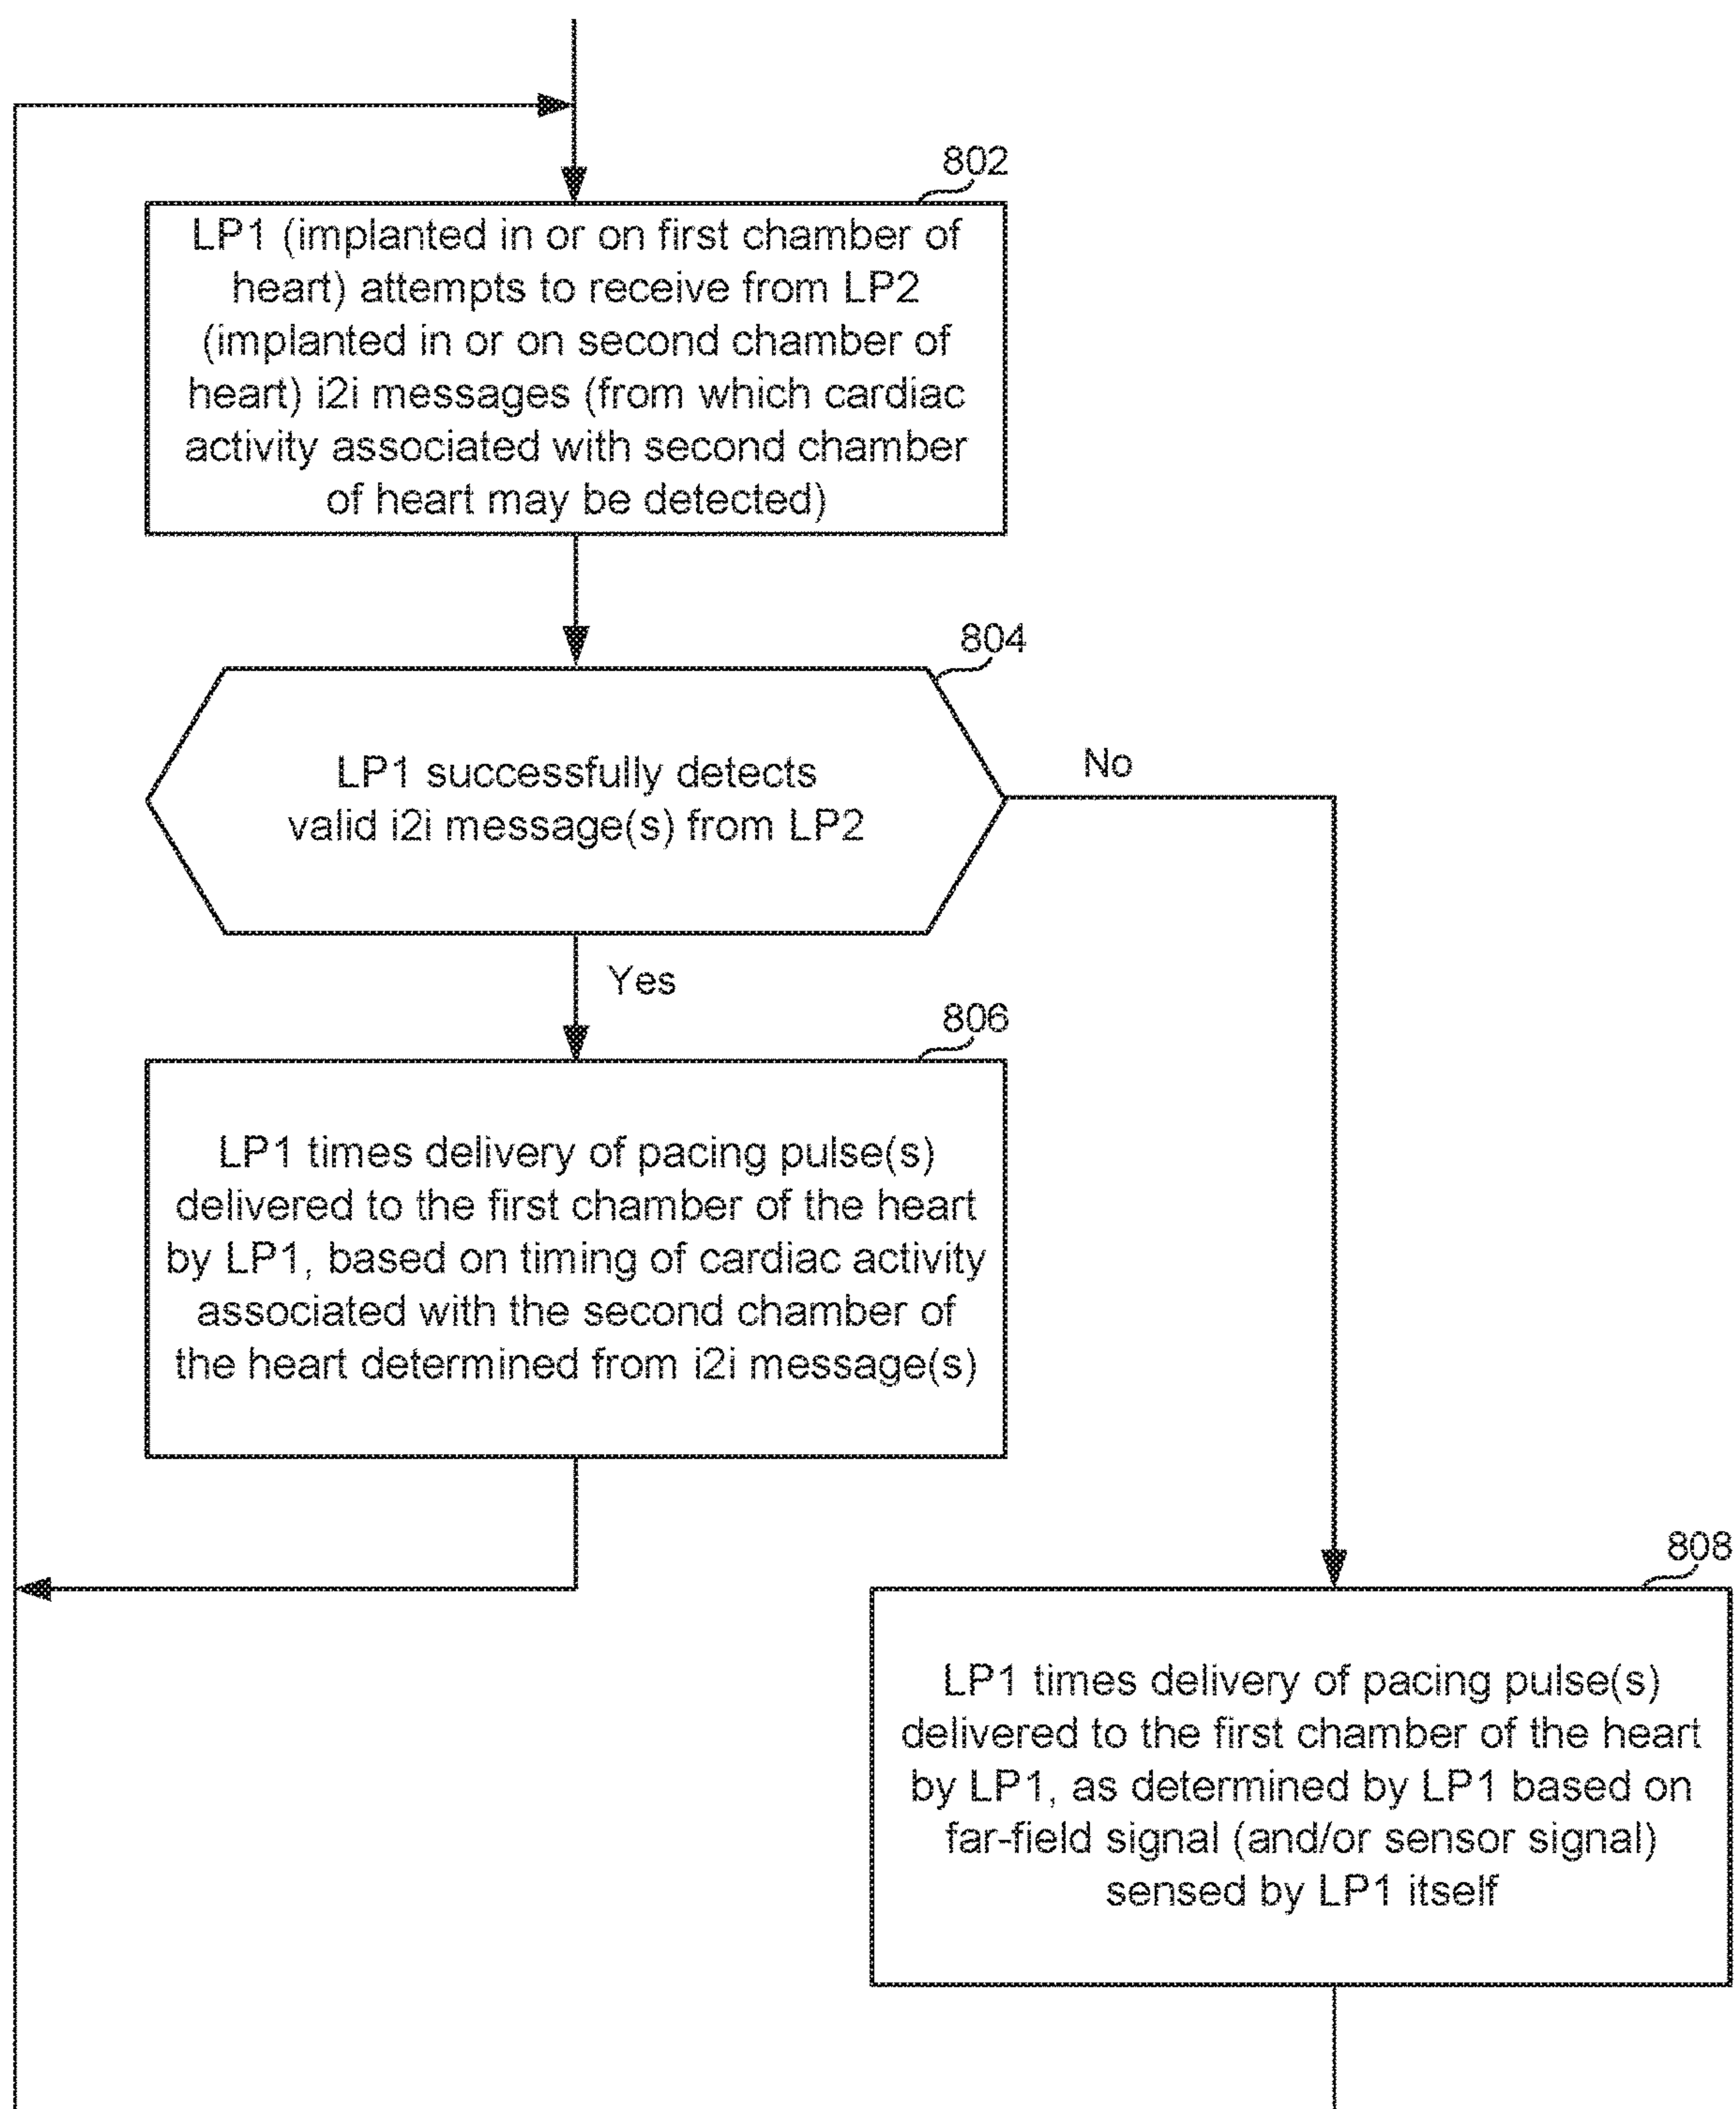 802
LP1 (implanted in or on first chamber of
heart) attempts to receive from LP2
(implanted in or on second chamber of
heart) i2i messages (from which cardiac
activity associated with second chamber
of heart may be detected)
804
LP1 successfully detects
valid i2i message(s) from LP2
No
Yes
806
LP1 times delivery of pacing pulse(s)
delivered to the first chamber of the heart
by LP1, based on timing of cardiac activity
associated with the second chamber of
the heart determined from i2i message(s)
808
LP1 times delivery of pacing pulse(s)
delivered to the first chamber of the heart
by LP1, as determined by LP1 based on
far-field signal (and/or sensor signal)
sensed by LP1 itself